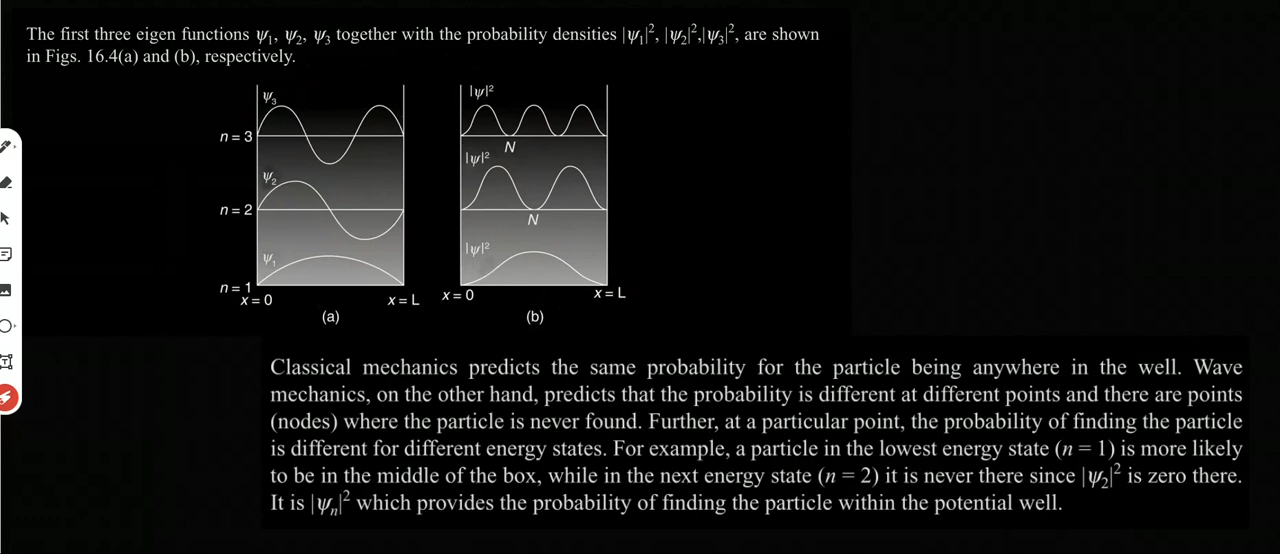 The first three eigen functions ψ₁, ψ₂, ψ₃ together with the probability densities |ψ₁|², |ψ₂|²,|ψ₃|², are shown
in Figs. 16.4(a) and (b), respectively.
ψ₃
n = 3
ψ₂
n = 2
ψ₁
n = 1
x = 0
x = L
(a)
|ψ|²
N
|ψ|²
N
|ψ|²
x = 0
x = L
(b)
Classical mechanics predicts the same probability for the particle being anywhere in the well. Wave
mechanics, on the other hand, predicts that the probability is different at different points and there are points
(nodes) where the particle is never found. Further, at a particular point, the probability of finding the particle
is different for different energy states. For example, a particle in the lowest energy state (n = 1) is more likely
to be in the middle of the box, while in the next energy state (n = 2) it is never there since |ψ₂|² is zero there.
It is |ψₙ|² which provides the probability of finding the particle within the potential well.